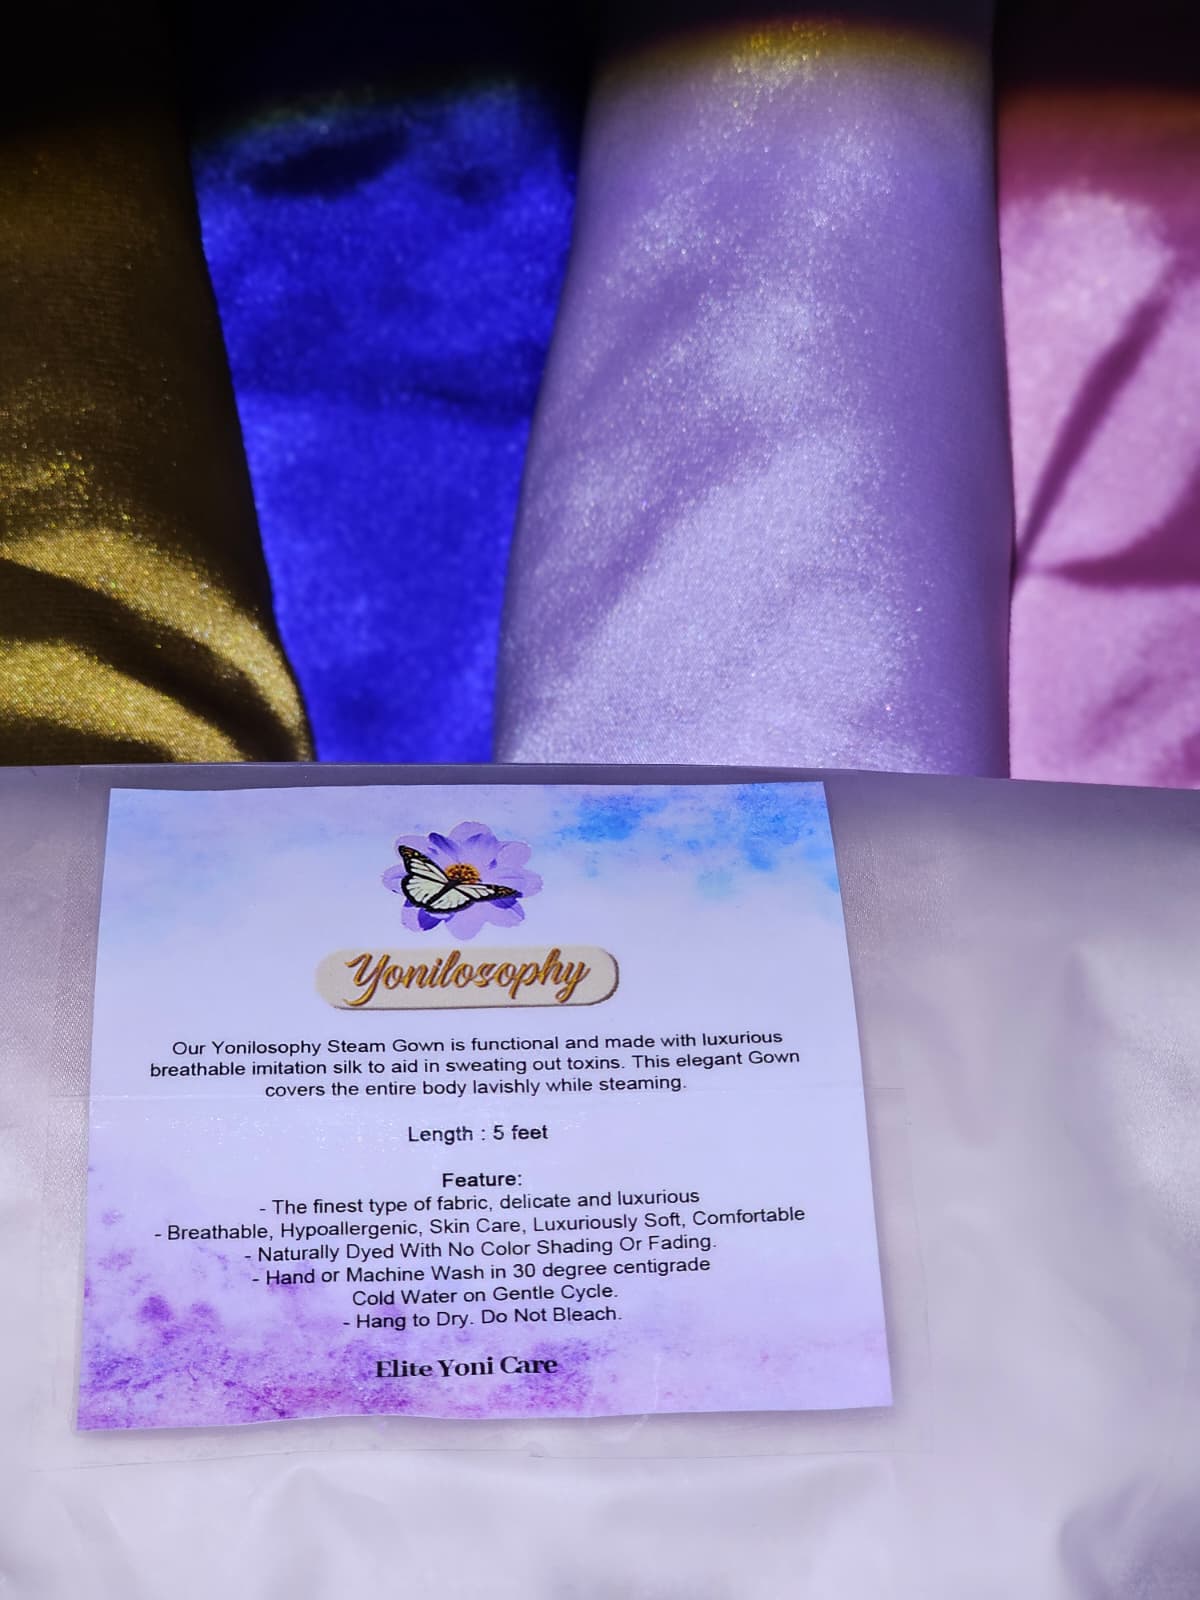 Yonilosophy
Our Yonilosophy Steam Gown is functional and made with luxurious
breathable imitation silk to aid in sweating out toxins. This elegant Gown
covers the entire body lavishly while steaming.
Length : 5 feet
Feature:
- The finest type of fabric, delicate and luxurious
- Breathable, Hypoallergenic, Skin Care, Luxuriously Soft, Comfortable
- Naturally Dyed With No Color Shading Or Fading.
- Hand or Machine Wash in 30 degree centigrade
Cold Water on Gentle Cycle.
- Hang to Dry. Do Not Bleach.
Elite Yoni Care